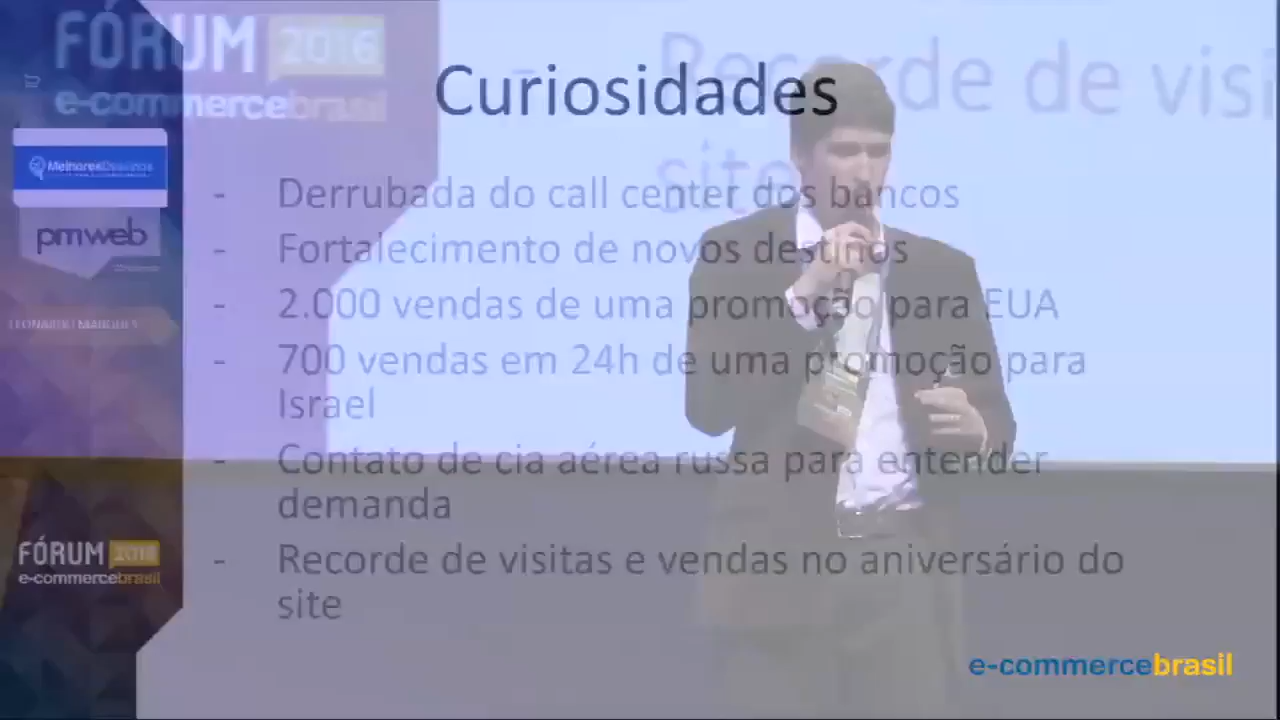 FÓRUM 2016
e-commercebrasil
Recorde de visi
site
Curiosidades
MelhoresDestinos
pmweb
LEONARDO MARQUES
- Derrubada do call center dos bancos
- Fortalecimento de novos destinos
- 2.000 vendas de uma promoção para EUA
- 700 vendas em 24h de uma promoção para
Israel
- Contato de cia aérea russa para entender
demanda
- Recorde de visitas e vendas no aniversário do
site
FÓRUM 2016
e-commercebrasil
e-commercebrasil